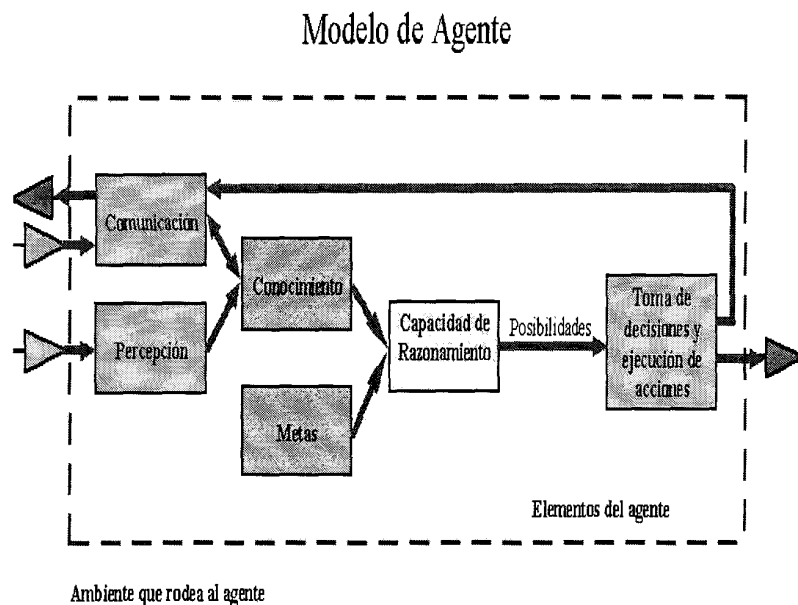 Modelo de Agente
Comunicación
Percepción
Conocimiento
Metas
Capacidad de
Razonamiento
Posibilidades
Toma de
decisiones y
ejecución de
acciones
Elementos del agente
Ambiente que rodea al agente